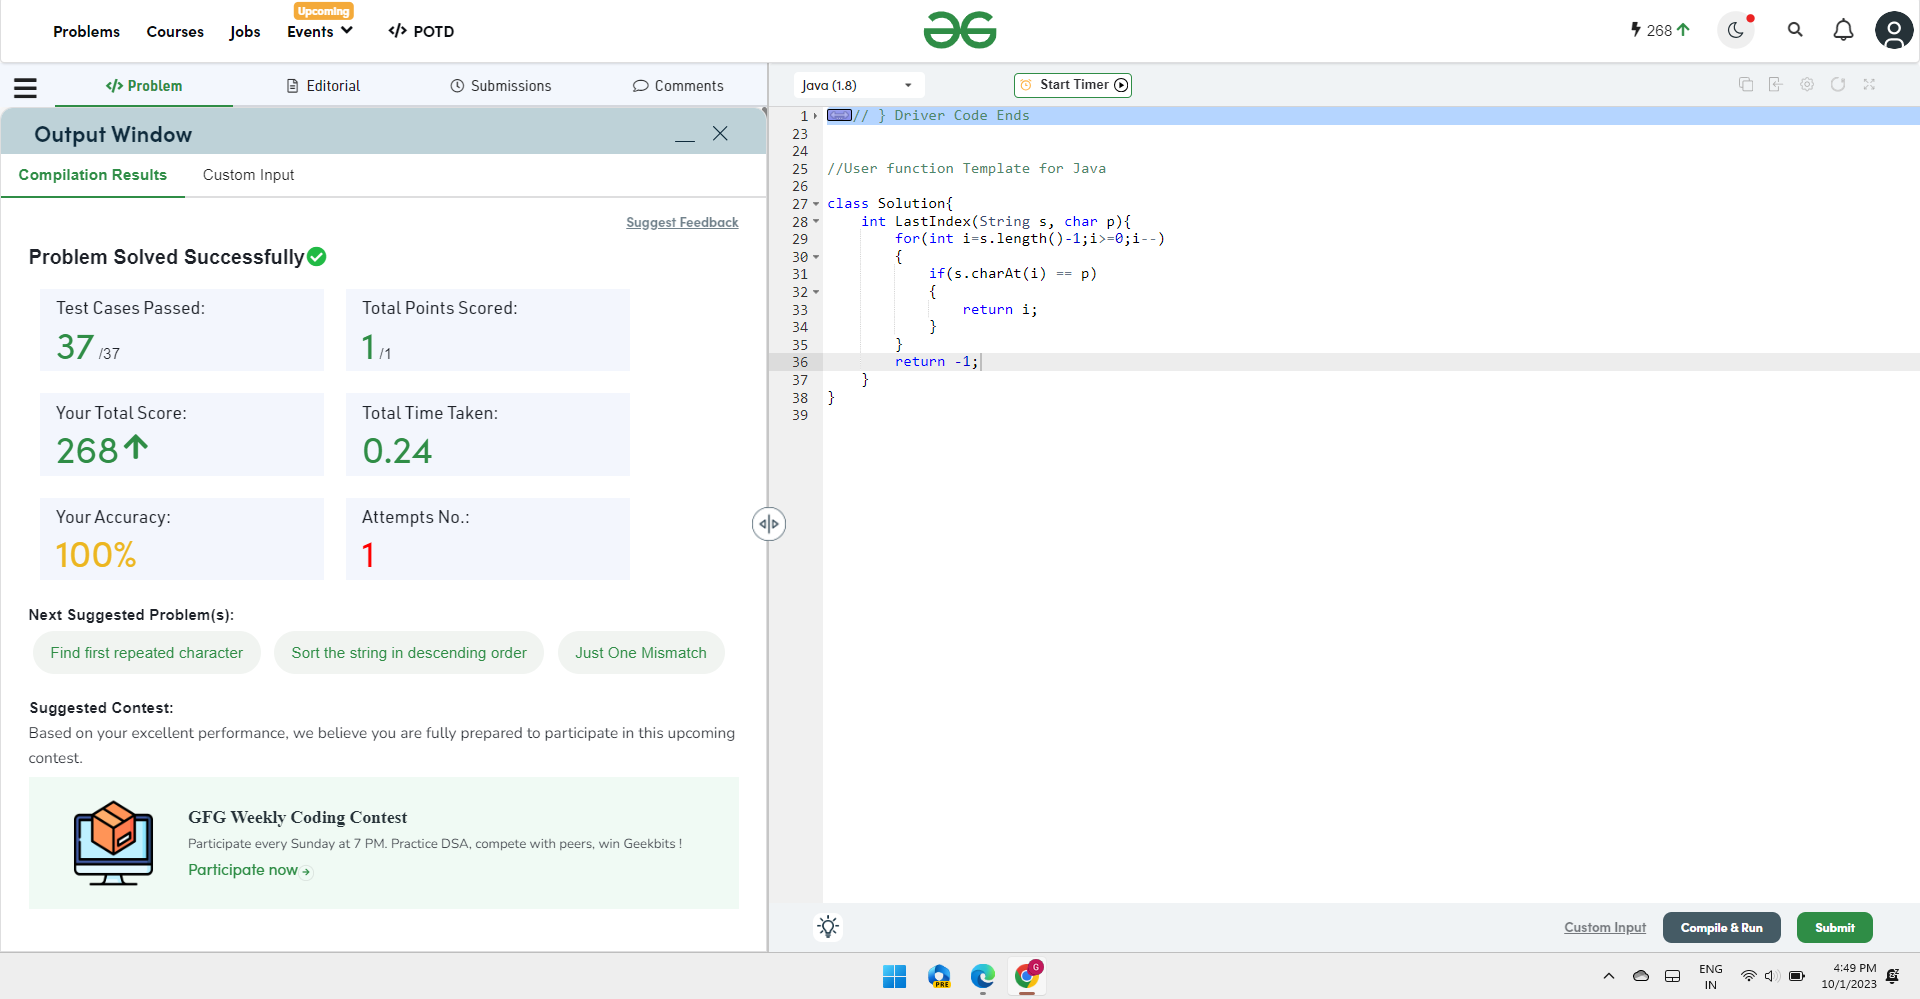 Problems Courses Jobs Events POTD
Upcoming
268
Problem Editorial Submissions Comments
Output Window
Compilation Results Custom Input
Suggest Feedback
Problem Solved Successfully
Test Cases Passed:
37 /37
Total Points Scored:
1 /1
Your Total Score:
268
Total Time Taken:
0.24
Your Accuracy:
100%
Attempts No.:
1
Next Suggested Problem(s):
Find first repeated character Sort the string in descending order Just One Mismatch
Suggested Contest:
Based on your excellent performance, we believe you are fully prepared to participate in this upcoming
contest.
GFG Weekly Coding Contest
Participate every Sunday at 7 PM. Practice DSA, compete with peers, win Geekbits !
Participate now
Java (1.8) Start Timer
1 // } Driver Code Ends
23
24
25 //User function Template for Java
26
27 class Solution{
28 int LastIndex(String s, char p){
29 for(int i=s.length()-1;i>=0;i--)
30 {
31 if(s.charAt(i) == p)
32 {
33 return i;
34 }
35 }
36 return -1;
37 }
38 }
39
Custom Input Compile & Run Submit
PRE
G
ENG
IN
4:49 PM
10/1/2023